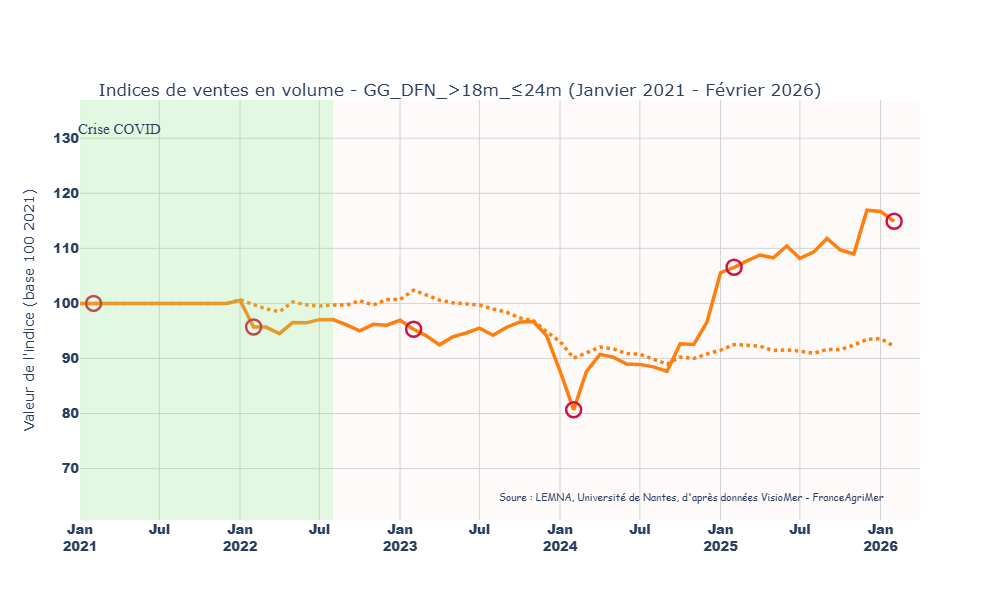 Indices de ventes en volume - GG_DFN_>18m_≤24m (Janvier 2021 - Février 2026)
Crise COVID
Valeur de l'indice (base 100 2021)
130
120
110
100
90
80
70
Soure : LEMNA, Université de Nantes, d'après données VisioMer - FranceAgriMer
Jan Jul Jan Jul Jan Jul Jan Jul Jan Jul Jan
2021 2022 2023 2024 2025 2026